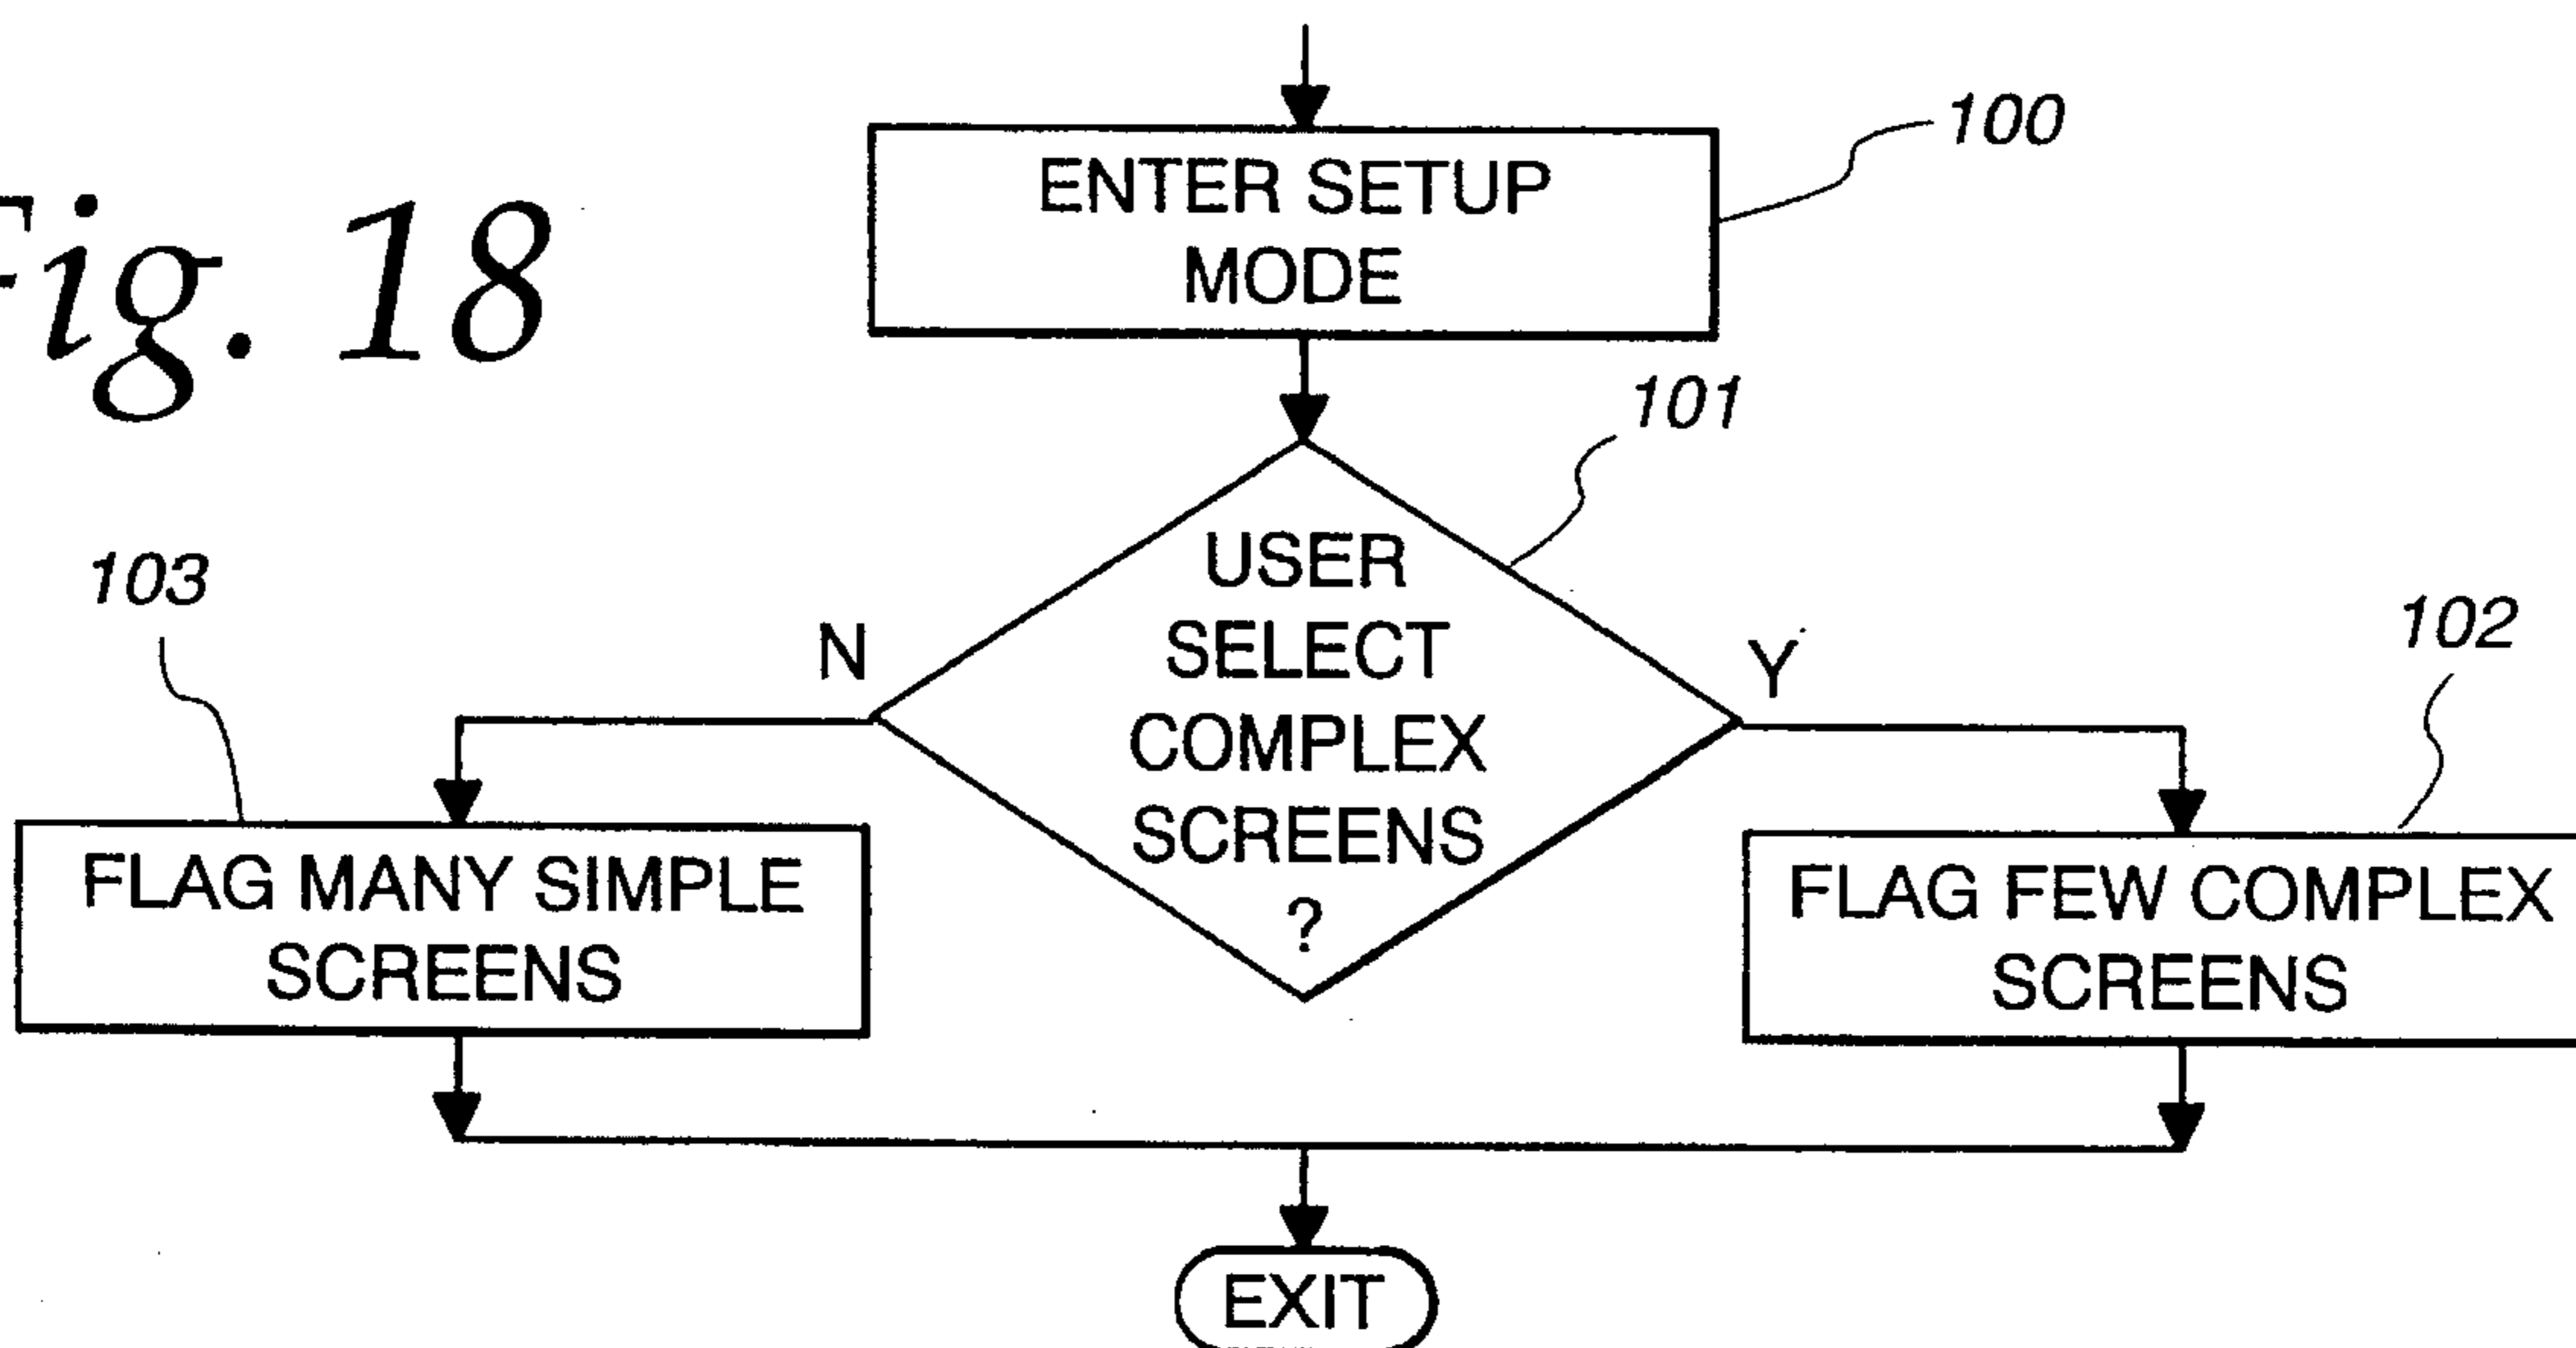 Fig. 18
100
ENTER SETUP
MODE
101
USER
SELECT
COMPLEX
SCREENS
?
N
Y
103
102
FLAG MANY SIMPLE
SCREENS
FLAG FEW COMPLEX
SCREENS
EXIT